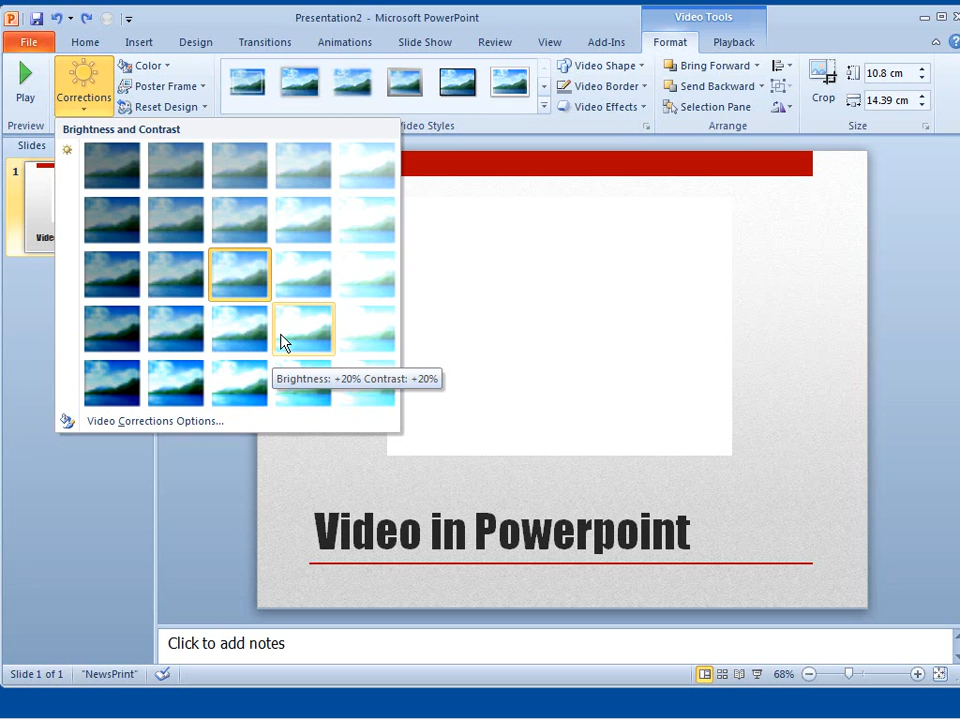 Presentation2 - Microsoft PowerPoint
Video Tools
File Home Insert Design Transitions Animations Slide Show Review View Add-Ins Format Playback
Play
Corrections
Color
Poster Frame
Reset Design
Video Shape
Video Border
Video Effects
Bring Forward
Send Backward
Selection Pane
Crop
10.8 cm
14.39 cm
Preview
Video Styles
Arrange
Size
Slides
1
Brightness and Contrast
Brightness: +20% Contrast: +20%
Video Corrections Options...
Video in Powerpoint
Click to add notes
Slide 1 of 1
"NewsPrint"
68%